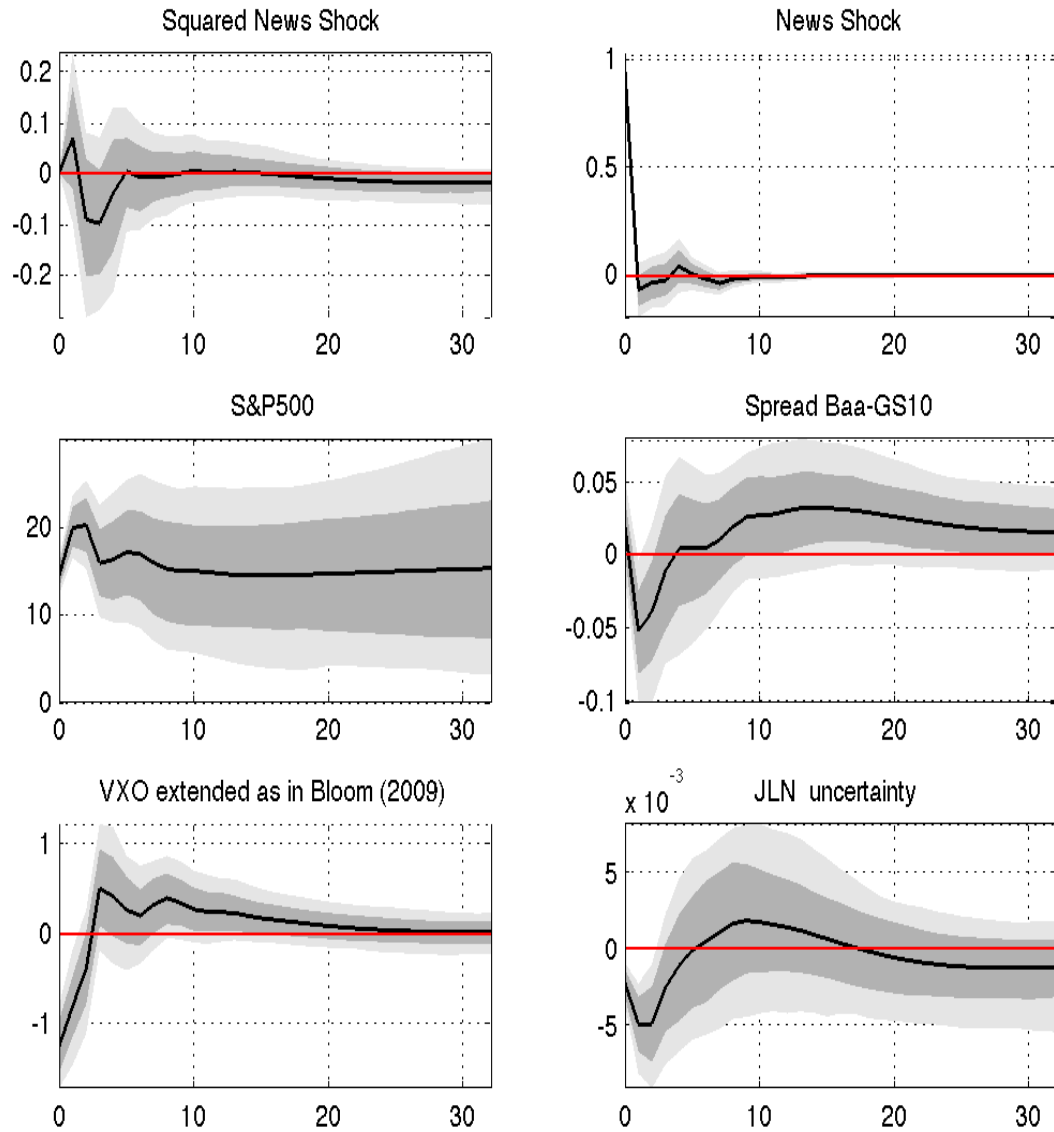 Squared News Shock
0.2
0.1
0
-0.1
-0.2
0 10 20 30
News Shock
1
0.5
0
0 10 20 30
S&P500
20
10
0
0 10 20 30
Spread Baa-GS10
0.05
0
-0.05
-0.1
0 10 20 30
VXO extended as in Bloom (2009)
1
0
-1
0 10 20 30
JLN uncertainty
x 10^-3
5
0
-5
0 10 20 30